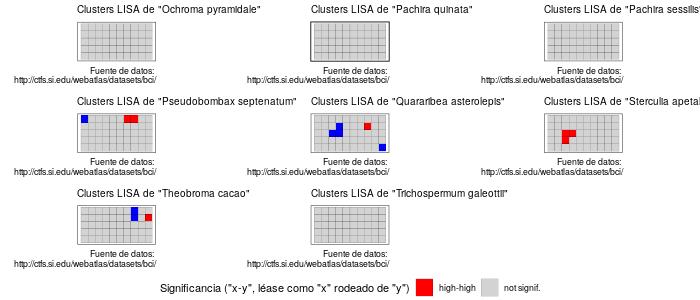 Clusters LISA de "Ochroma pyramidale"
Clusters LISA de "Pachira quinata"
Clusters LISA de "Pachira sessilis
Fuente de datos:
http://ctfs.si.edu/webatlas/datasets/bci/
Fuente de datos:
http://ctfs.si.edu/webatlas/datasets/bci/
Fuente de datos:
http://ctfs.si.edu/webatlas/datasets/bci/
Clusters LISA de "Pseudobombax septenatum"
Clusters LISA de "Quararibea asterolepis"
Clusters LISA de "Sterculia apetal
Fuente de datos:
http://ctfs.si.edu/webatlas/datasets/bci/
Fuente de datos:
http://ctfs.si.edu/webatlas/datasets/bci/
Fuente de datos:
http://ctfs.si.edu/webatlas/datasets/bci/
Clusters LISA de "Theobroma cacao"
Clusters LISA de "Trichospermum galeottii"
Fuente de datos:
http://ctfs.si.edu/webatlas/datasets/bci/
Fuente de datos:
http://ctfs.si.edu/webatlas/datasets/bci/
Significancia ("x-y", léase como "x" rodeado de "y") high-high not signif.